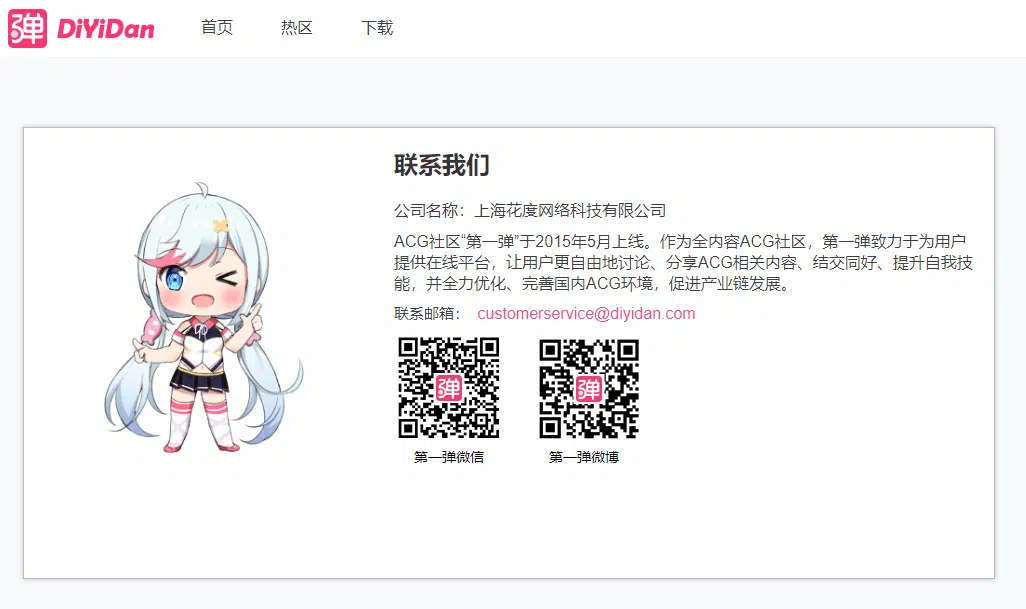 弹 DiYiDan 首页 热区 下载
联系我们
公司名称：上海花度网络科技有限公司
ACG社区“第一弹”于2015年5月上线。作为全内容ACG社区，第一弹致力于为用户
提供在线平台，让用户更自由地讨论、分享ACG相关内容、结交同好、提升自我技
能，并全力优化、完善国内ACG环境，促进产业链发展。
联系邮箱： customerservice@diyidan.com
弹 弹
第一弹微信 第一弹微博